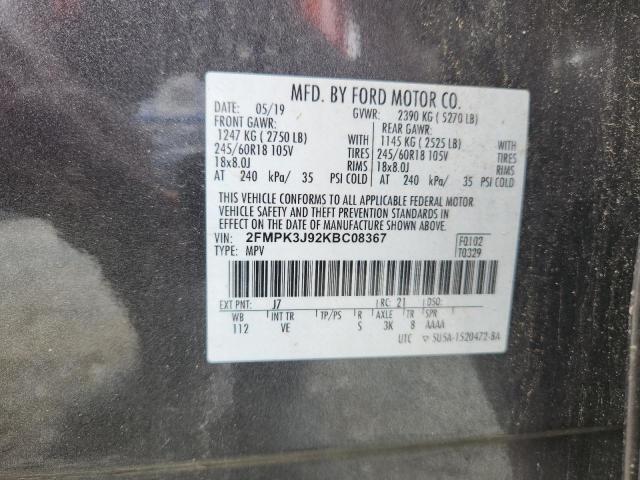 MFD. BY FORD MOTOR CO.
DATE: 05/19 GVWR: 2390 KG ( 5270 LB)
FRONT GAWR: REAR GAWR:
1247 KG ( 2750 LB) WITH 1145 KG ( 2525 LB) WITH
245/60R18 105V TIRES 245/60R18 105V TIRES
18x8.0J RIMS 18x8.0J RIMS
AT 240 kPa/ 35 PSI COLD AT 240 kPa/ 35 PSI COLD
THIS VEHICLE CONFORMS TO ALL APPLICABLE FEDERAL MOTOR
VEHICLE SAFETY AND THEFT PREVENTION STANDARDS IN
EFFECT ON THE DATE OF MANUFACTURE SHOWN ABOVE.
VIN: 2FMPK3J92KBC08367 F0102
TYPE: MPV T0329
EXT PNT: J7 RC: 21 DSO:
WB INT TR TP/PS R AXLE TR SPR
112 VE S 3K 8 AAAA
UTC ▽ 5U5A-1520472-BA